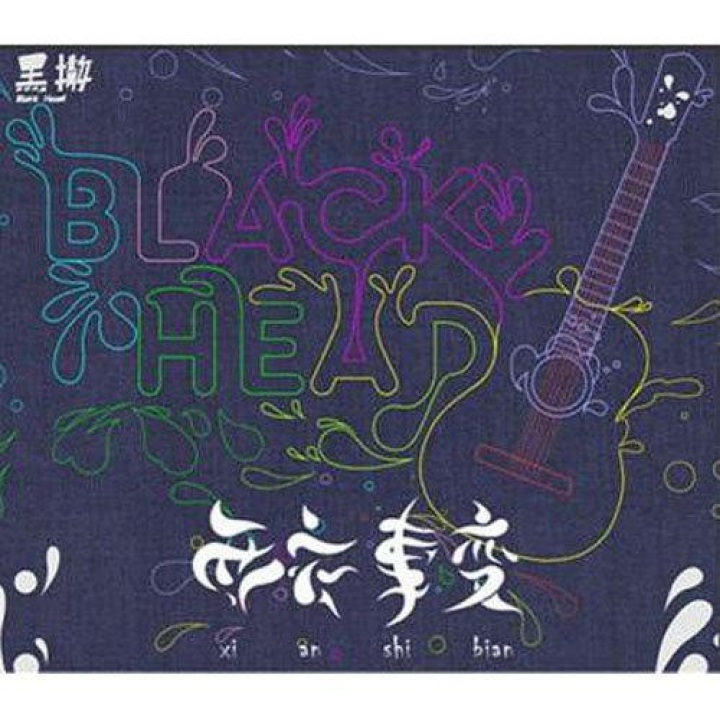 黑撒
Black Head
BLACK
HEAD
西安事变
xi an shi bian